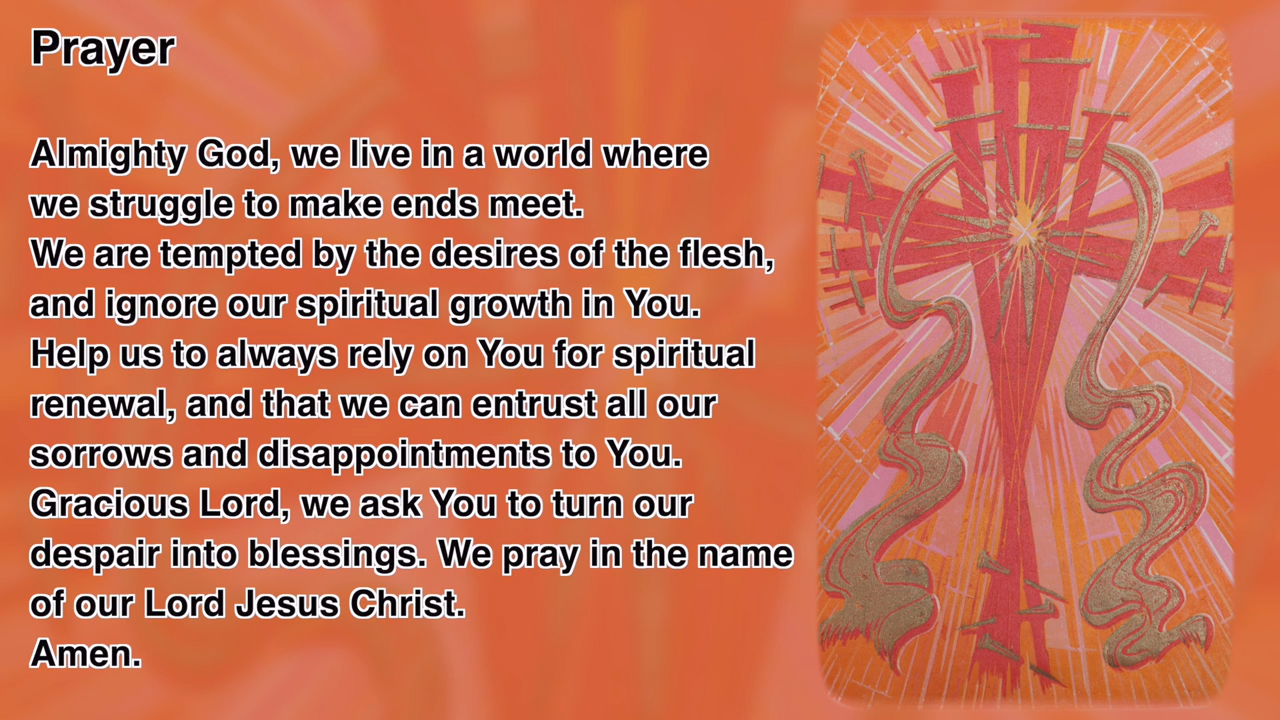 Prayer
Almighty God, we live in a world where
we struggle to make ends meet.
We are tempted by the desires of the flesh,
and ignore our spiritual growth in You.
Help us to always rely on You for spiritual
renewal, and that we can entrust all our
sorrows and disappointments to You.
Gracious Lord, we ask You to turn our
despair into blessings. We pray in the name
of our Lord Jesus Christ.
Amen.